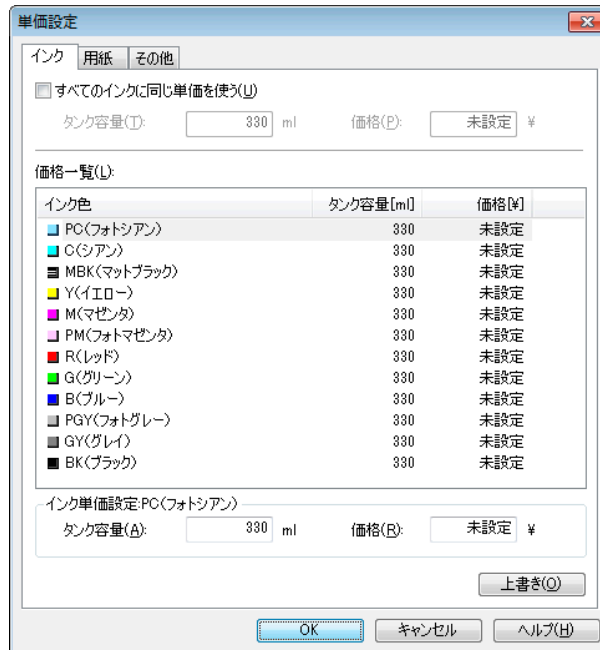 単価設定
インク 用紙 その他
すべてのインクに同じ単価を使う(U)
タンク容量(T): 330 ml 価格(P): 未設定 ¥
価格一覧(L):
インク色 タンク容量[ml] 価格[¥]
PC(フォトシアン) 330 未設定
C(シアン) 330 未設定
MBK(マットブラック) 330 未設定
Y(イエロー) 330 未設定
M(マゼンタ) 330 未設定
PM(フォトマゼンタ) 330 未設定
R(レッド) 330 未設定
G(グリーン) 330 未設定
B(ブルー) 330 未設定
PGY(フォトグレー) 330 未設定
GY(グレイ) 330 未設定
BK(ブラック) 330 未設定
インク単価設定:PC(フォトシアン)
タンク容量(A): 330 ml 価格(R): 未設定 ¥
上書き(O)
OK キャンセル ヘルプ(H)